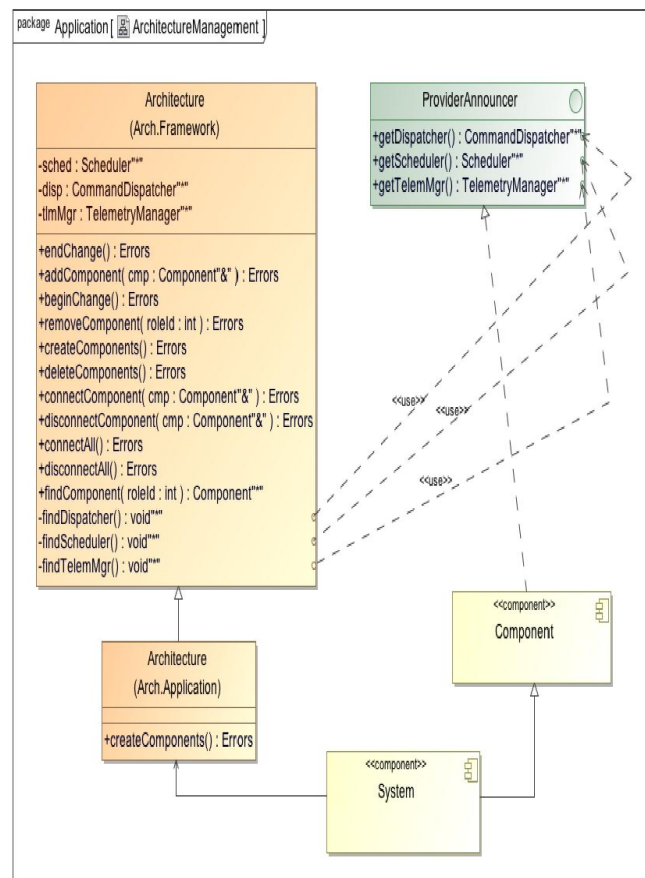 package Application [ ArchitectureManagement ]
Architecture
(Arch.Framework)
-sched : Scheduler"*"
-disp : CommandDispatcher"*"
-tlmMgr : TelemetryManager"*"
+endChange() : Errors
+addComponent( cmp : Component"&" ) : Errors
+beginChange() : Errors
+removeComponent( roleId : int ) : Errors
+createComponents() : Errors
+deleteComponents() : Errors
+connectComponent( cmp : Component"&" ) : Errors
+disconnectComponent( cmp : Component"&" ) : Errors
+connectAll() : Errors
+disconnectAll() : Errors
+findComponent( roleId : int ) : Component"*"
-findDispatcher() : void"*"
-findScheduler() : void"*"
-findTelemMgr() : void"*"
ProviderAnnouncer
+getDispatcher() : CommandDispatcher"*"
+getScheduler() : Scheduler"*"
+getTelemMgr() : TelemetryManager"*"
<<use>>
<<use>>
<<use>>
<<component>>
Component
Architecture
(Arch.Application)
+createComponents() : Errors
<<component>>
System